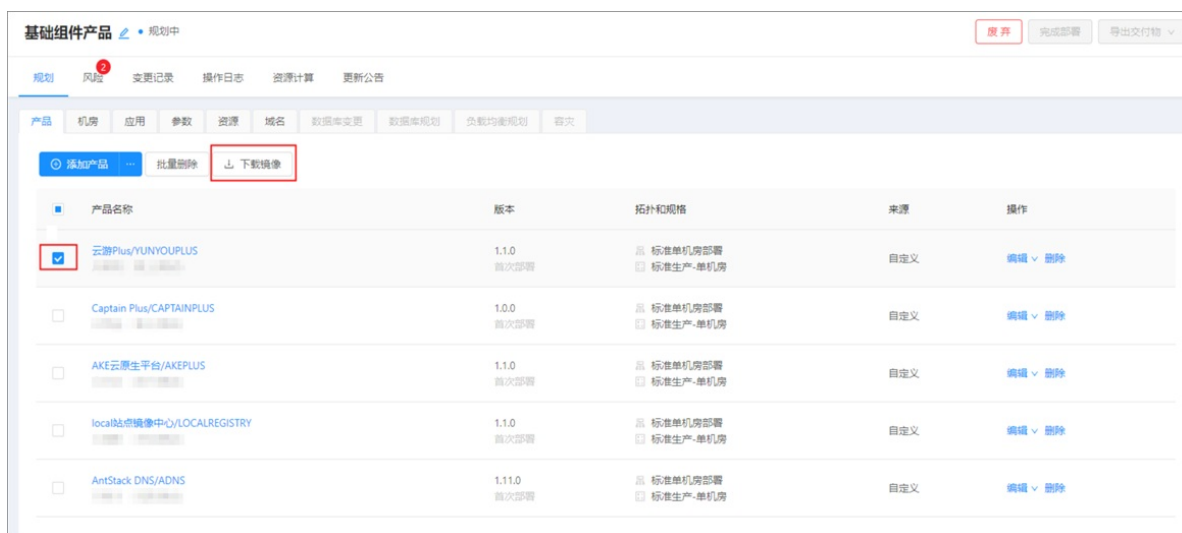 基础组件产品 • 规划中 废 弃 完成部署 导出交付物
规划 风险 2 变更记录 操作日志 资源计算 更新公告
产品 机房 应用 参数 资源 域名 数据库变更 数据库规划 负载均衡规划 容灾
添加产品 ... 批量删除 下载镜像
产品名称 版本 拓扑和规格 来源 操作
云游Plus/YUNYOUPLUS 1.1.0 标准单机房部署 自定义 编辑 删除
首次部署 标准生产-单机房
Captain Plus/CAPTAINPLUS 1.0.0 标准单机房部署 自定义 编辑 删除
首次部署 标准生产-单机房
AKE云原生平台/AKEPLUS 1.1.0 标准单机房部署 自定义 编辑 删除
首次部署 标准生产-单机房
local站点镜像中心/LOCALREGISTRY 1.1.0 标准单机房部署 自定义 编辑 删除
首次部署 标准生产-单机房
AntStack DNS/ADNS 1.11.0 标准单机房部署 自定义 编辑 删除
首次部署 标准生产-单机房